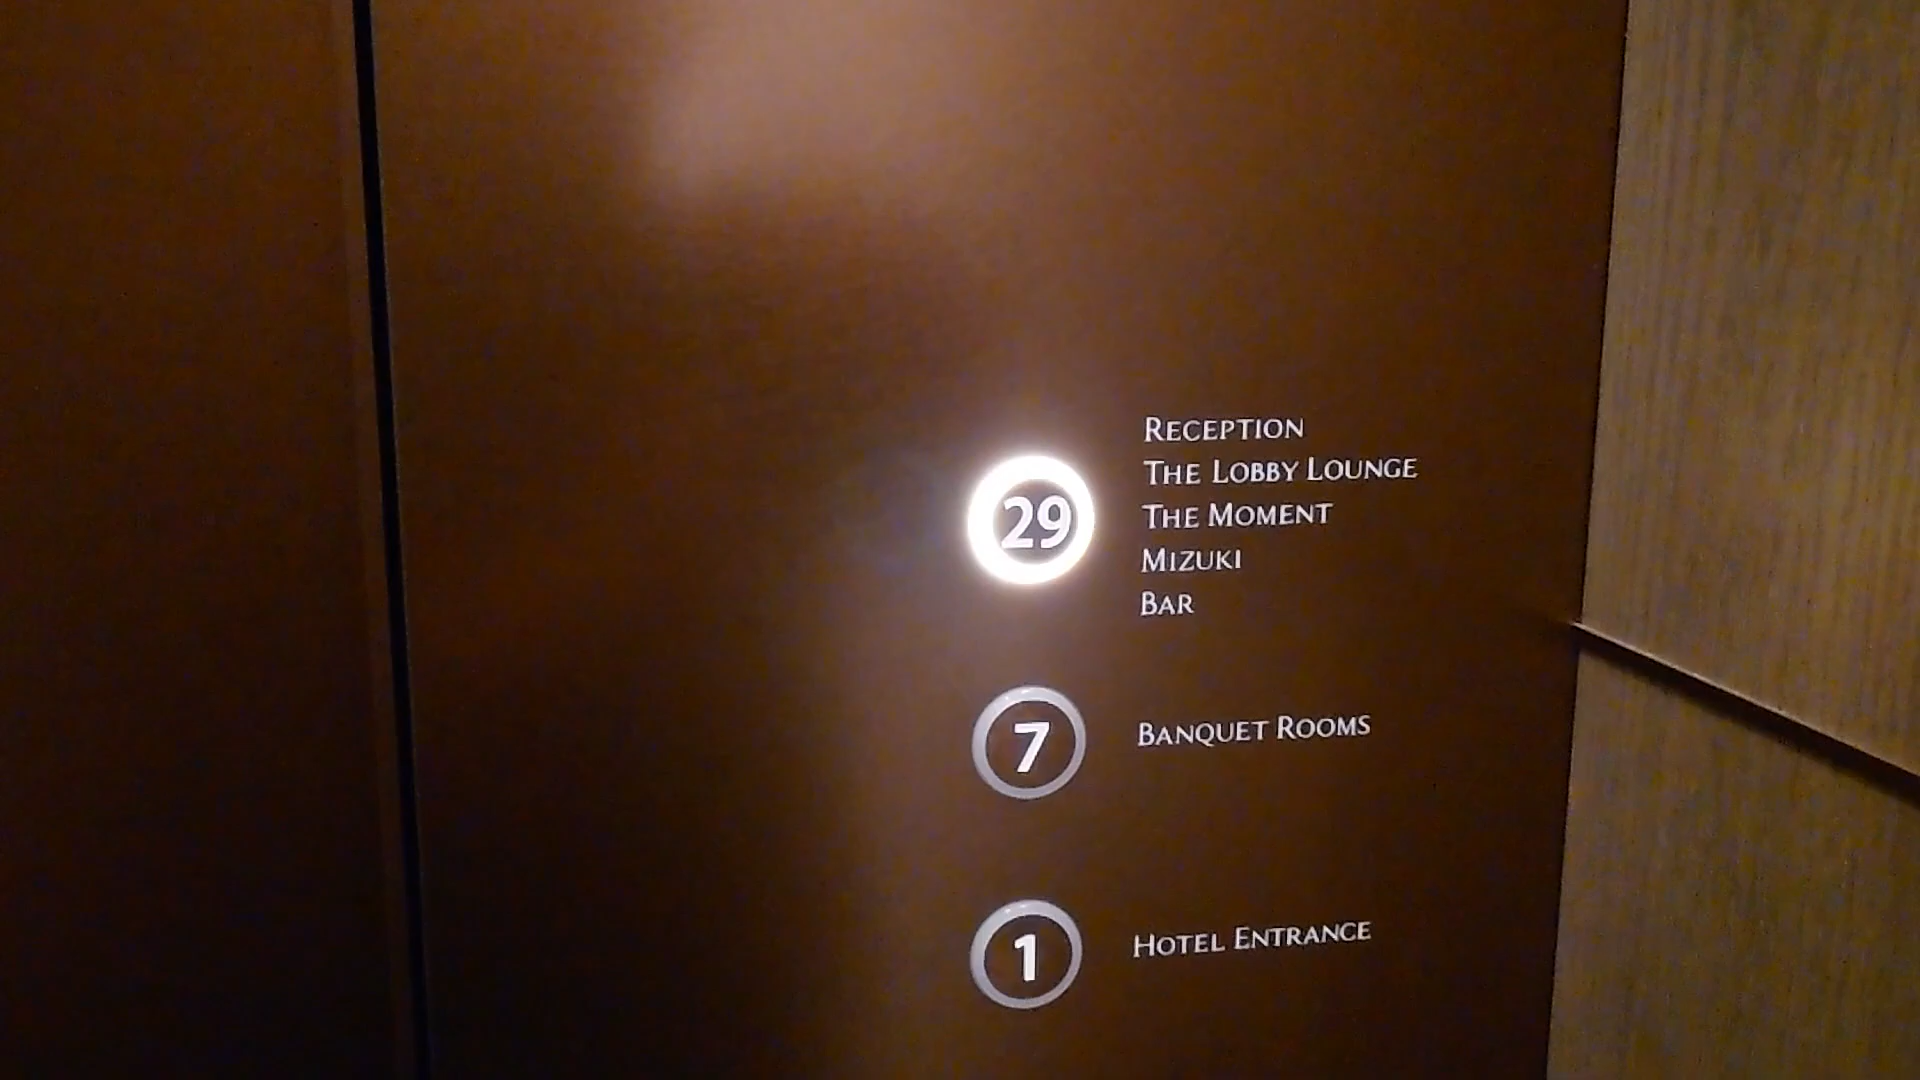 RECEPTION
THE LOBBY LOUNGE
29
THE MOMENT
MIZUKI
BAR
7
BANQUET ROOMS
1
HOTEL ENTRANCE